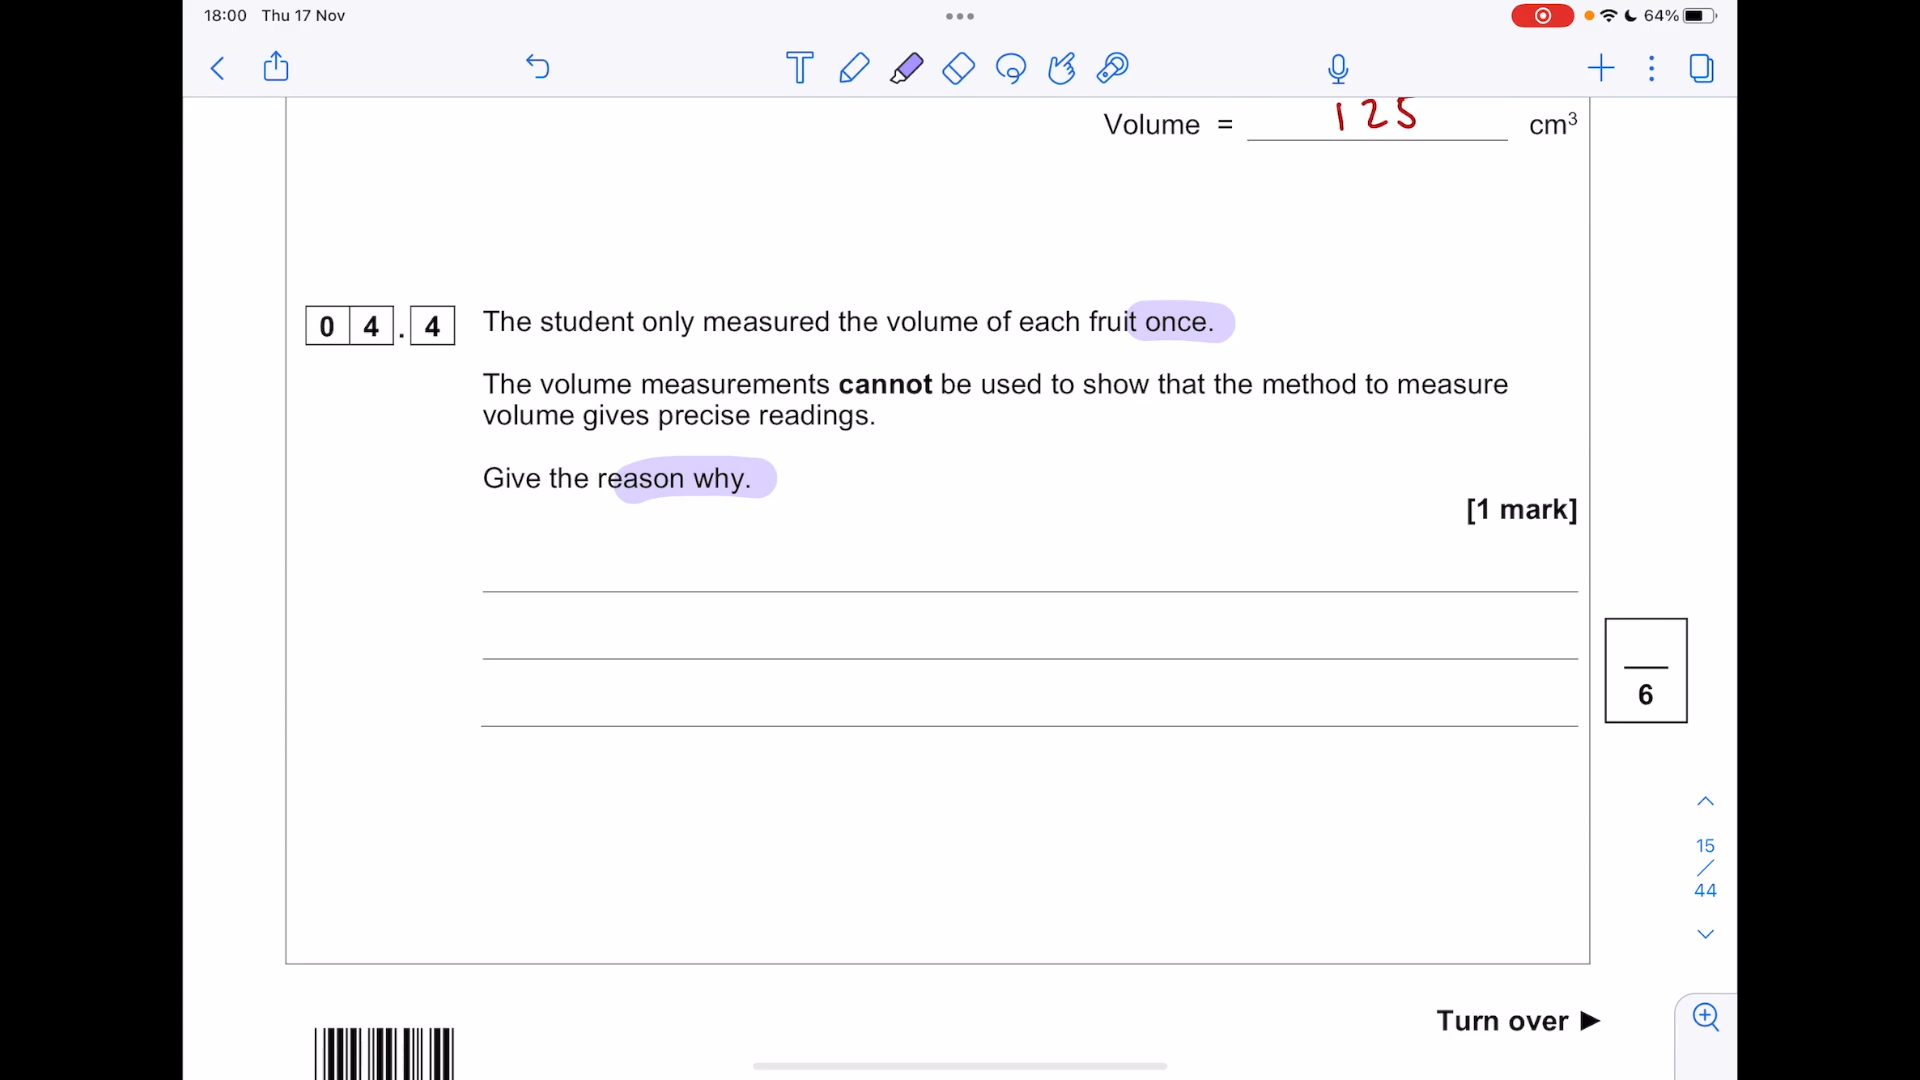 18:00 Thu 17 Nov
64%
Volume = 125 cm³
04.4 The student only measured the volume of each fruit once.
The volume measurements cannot be used to show that the method to measure
volume gives precise readings.
Give the reason why.
[1 mark]
6
15
44
Turn over ►